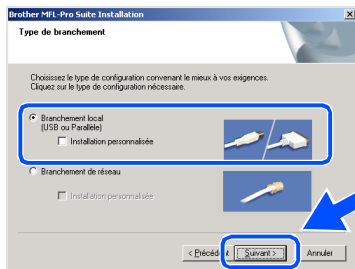 Brother MFL-Pro Suite Installation
Type de branchement
Choisissez le type de configuration convenant le mieux à vos exigences.
Cliquez sur le type de configuration nécessaire.
Branchement local
(USB ou Parallèle)
Installation personnalisée
Branchement de réseau
Installation personnalisée
< Précédent Suivant > Annuler